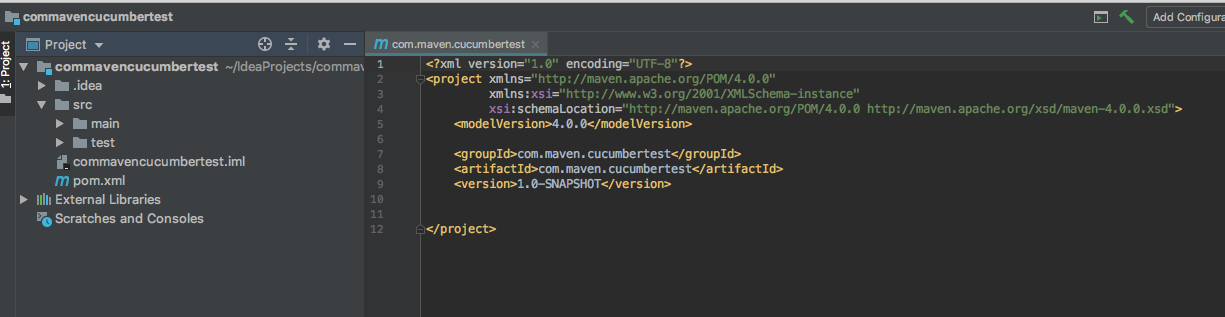 commavencucumbertest
Add Configura
1: Project
Project
com.maven.cucumbertest
commavencucumbertest ~/IdeaProjects/commav
.idea
src
main
test
commavencucumbertest.iml
pom.xml
External Libraries
Scratches and Consoles
1 <?xml version="1.0" encoding="UTF-8"?>
2 <project xmlns="http://maven.apache.org/POM/4.0.0"
3 xmlns:xsi="http://www.w3.org/2001/XMLSchema-instance"
4 xsi:schemaLocation="http://maven.apache.org/POM/4.0.0 http://maven.apache.org/xsd/maven-4.0.0.xsd">
5 <modelVersion>4.0.0</modelVersion>
6
7 <groupId>com.maven.cucumbertest</groupId>
8 <artifactId>com.maven.cucumbertest</artifactId>
9 <version>1.0-SNAPSHOT</version>
10
11
12 </project>